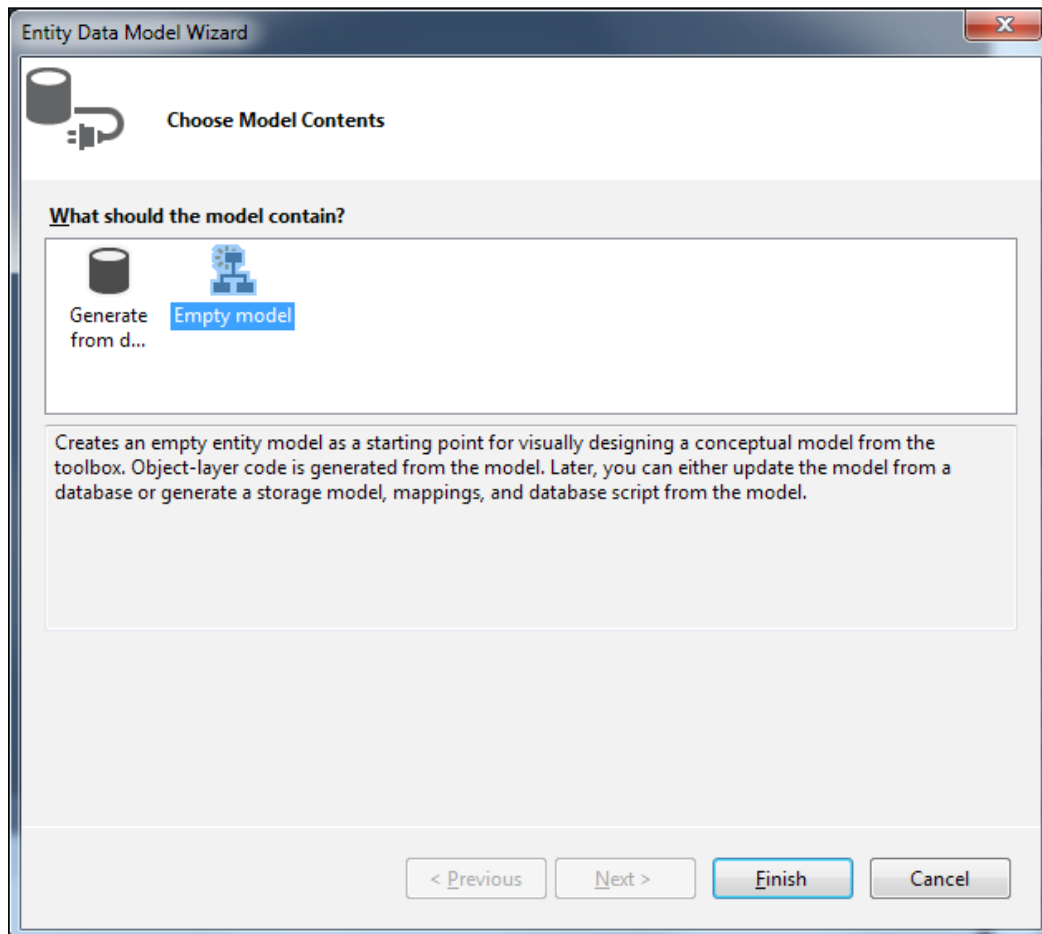 Entity Data Model Wizard
Choose Model Contents
What should the model contain?
Generate from d...
Empty model
Creates an empty entity model as a starting point for visually designing a conceptual model from the
toolbox. Object-layer code is generated from the model. Later, you can either update the model from a
database or generate a storage model, mappings, and database script from the model.
< Previous
Next >
Finish
Cancel